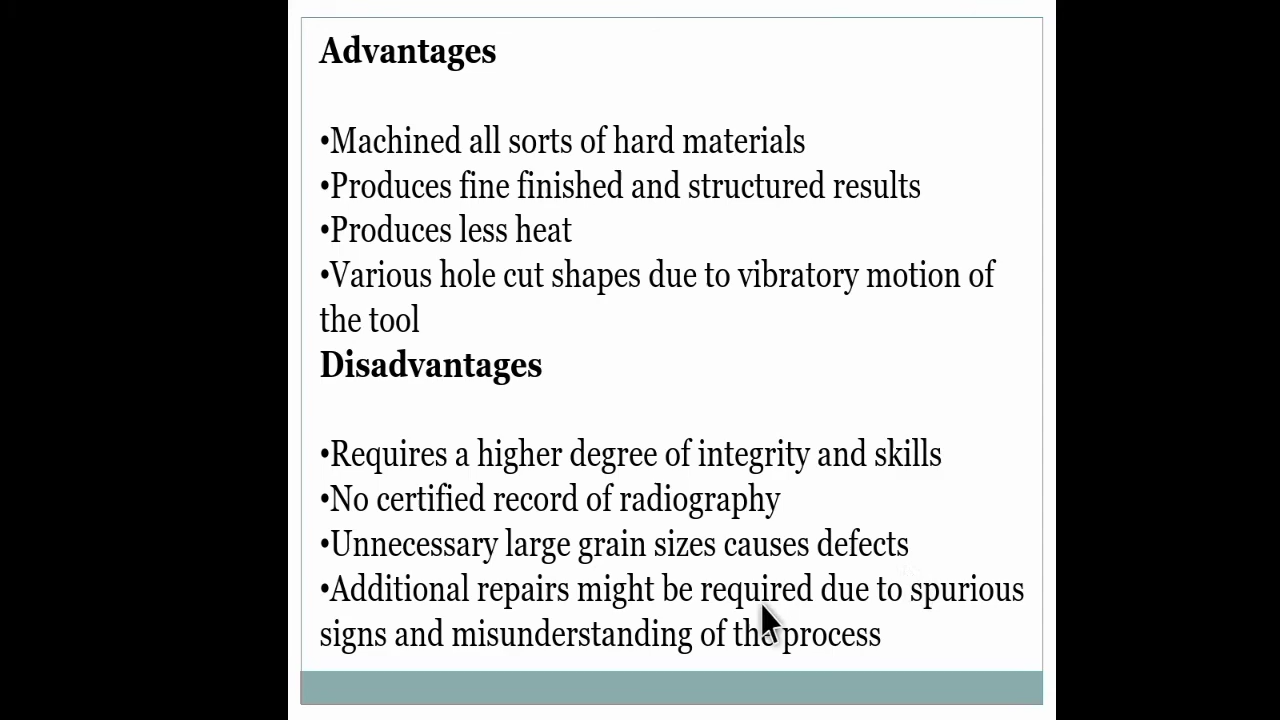 Advantages
•Machined all sorts of hard materials
•Produces fine finished and structured results
•Produces less heat
•Various hole cut shapes due to vibratory motion of
the tool
Disadvantages
•Requires a higher degree of integrity and skills
•No certified record of radiography
•Unnecessary large grain sizes causes defects
•Additional repairs might be required due to spurious
signs and misunderstanding of the process